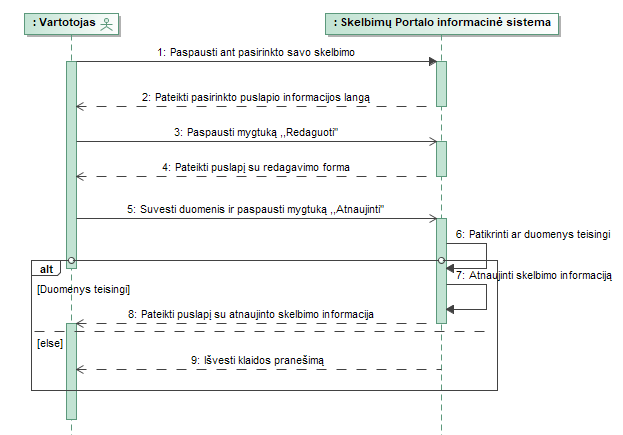 : Vartotojas
: Skelbimų Portalo informacinė sistema
1: Paspausti ant pasirinkto savo skelbimo
2: Pateikti pasirinkto puslapio informacijos langą
3: Paspausti mygtuką ,,Redaguoti"
4: Pateikti puslapį su redagavimo forma
5: Suvesti duomenis ir paspausti mygtuką ,,Atnaujinti"
6: Patikrinti ar duomenys teisingi
alt
7: Atnaujinti skelbimo informaciją
[Duomenys teisingi]
8: Pateikti puslapį su atnaujinto skelbimo informacija
[else]
9: Išvesti klaidos pranešimą